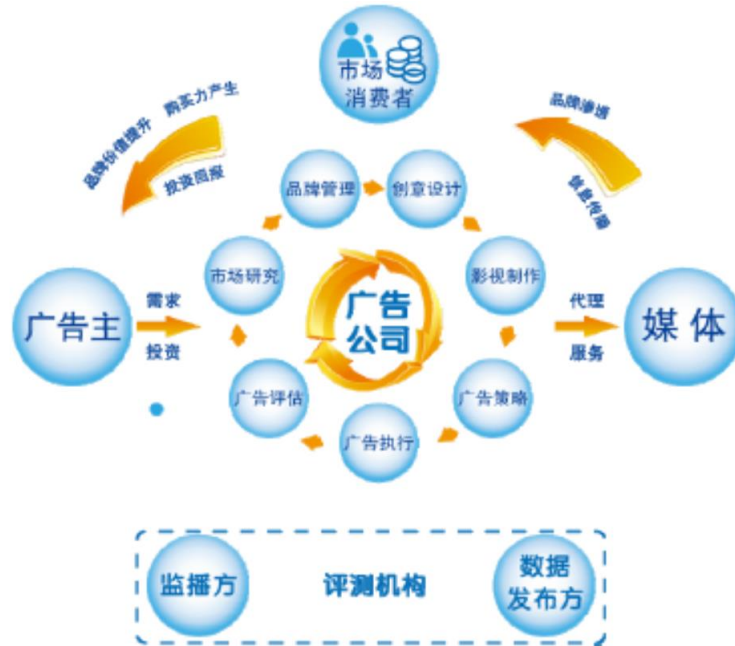 市场
消费者
品牌价值提升 购买力产生
投资回报
品牌渗透
信息传播
品牌管理
创意设计
市场研究
影视制作
广告
公司
广告主
需求
投资
代理
服务
媒体
广告评估
广告策略
广告执行
监播方
评测机构
数据
发布方